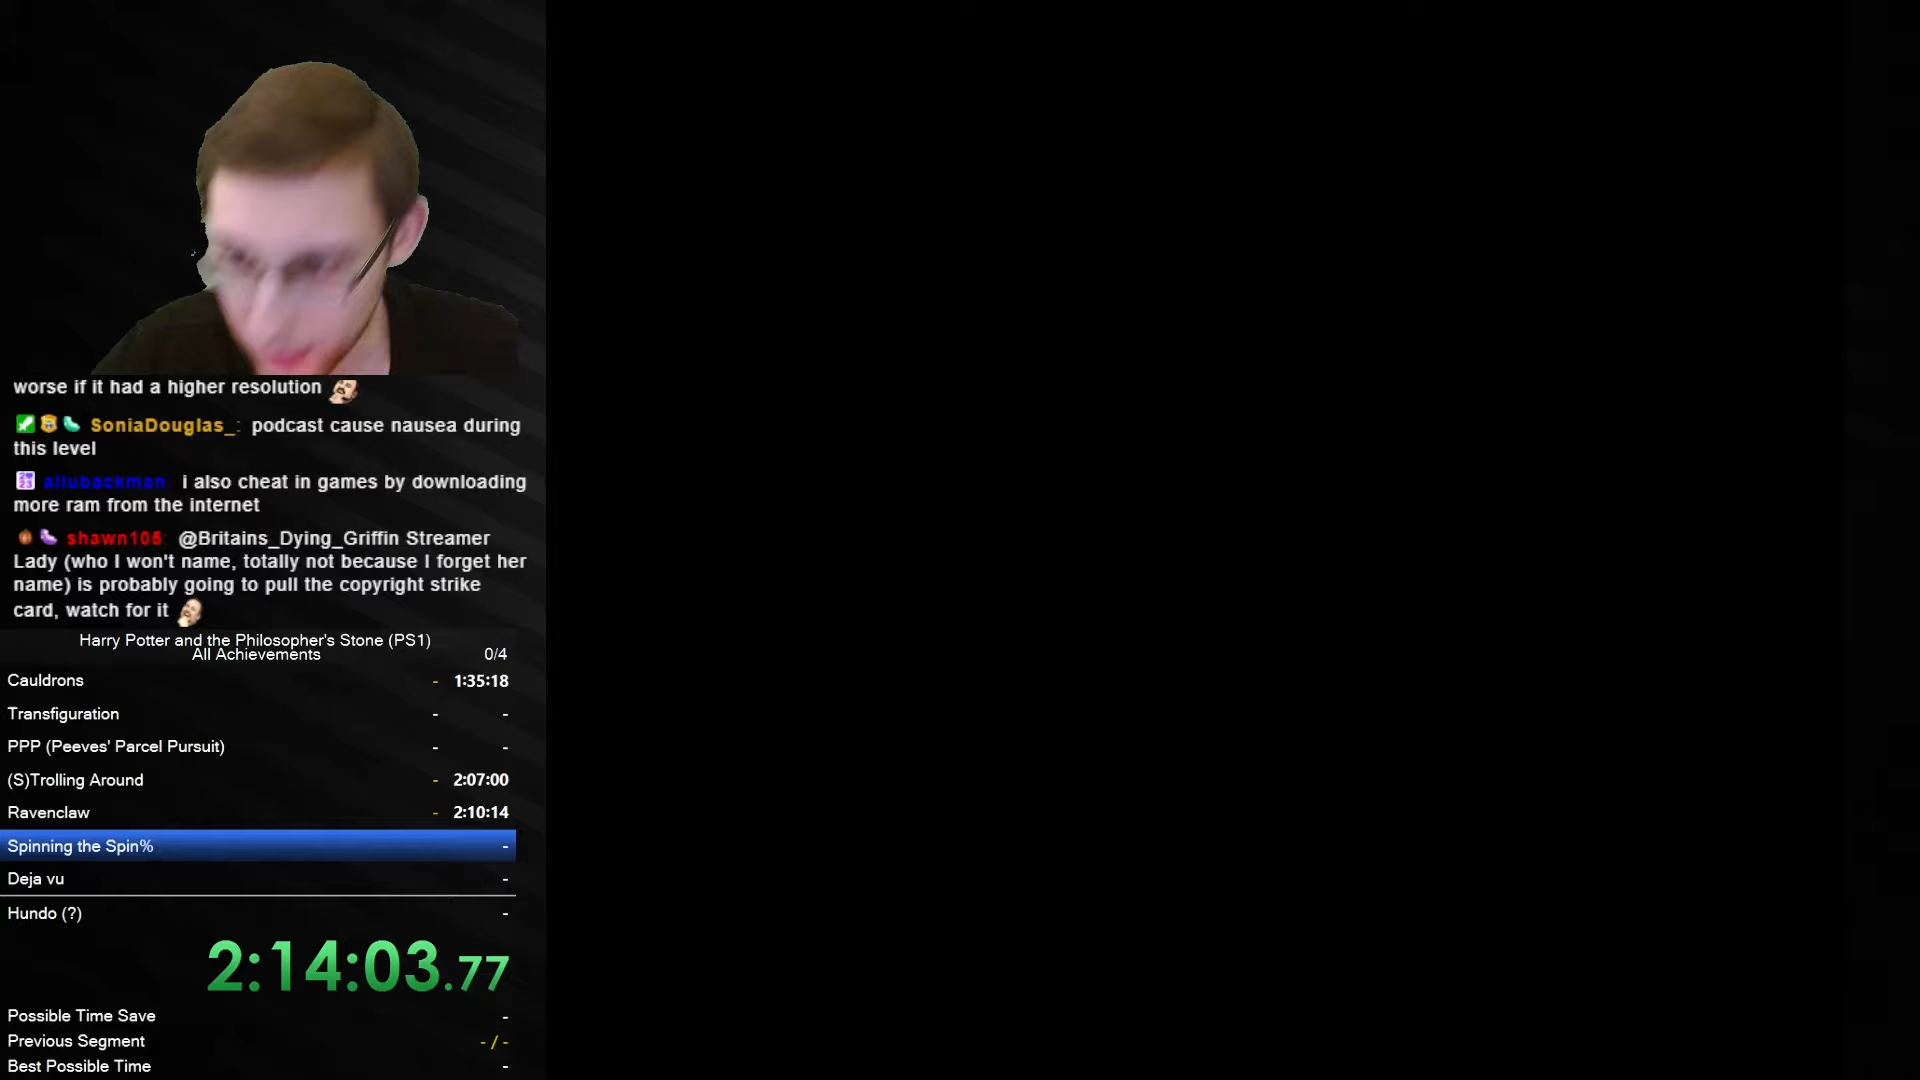 worse if it had a higher resolution
SoniaDouglas_: podcast cause nausea during
this level
allubackman: i also cheat in games by downloading
more ram from the internet
shawn105: @Britains_Dying_Griffin Streamer
Lady (who I won't name, totally not because I forget her
name) is probably going to pull the copyright strike
card, watch for it
Harry Potter and the Philosopher's Stone (PS1)
All Achievements 0/4
Cauldrons - 1:35:18
Transfiguration - -
PPP (Peeves' Parcel Pursuit) - -
(S)Trolling Around - 2:07:00
Ravenclaw - 2:10:14
Spinning the Spin% -
Deja vu -
Hundo (?) -
2:14:03.77
Possible Time Save -
Previous Segment - / -
Best Possible Time -